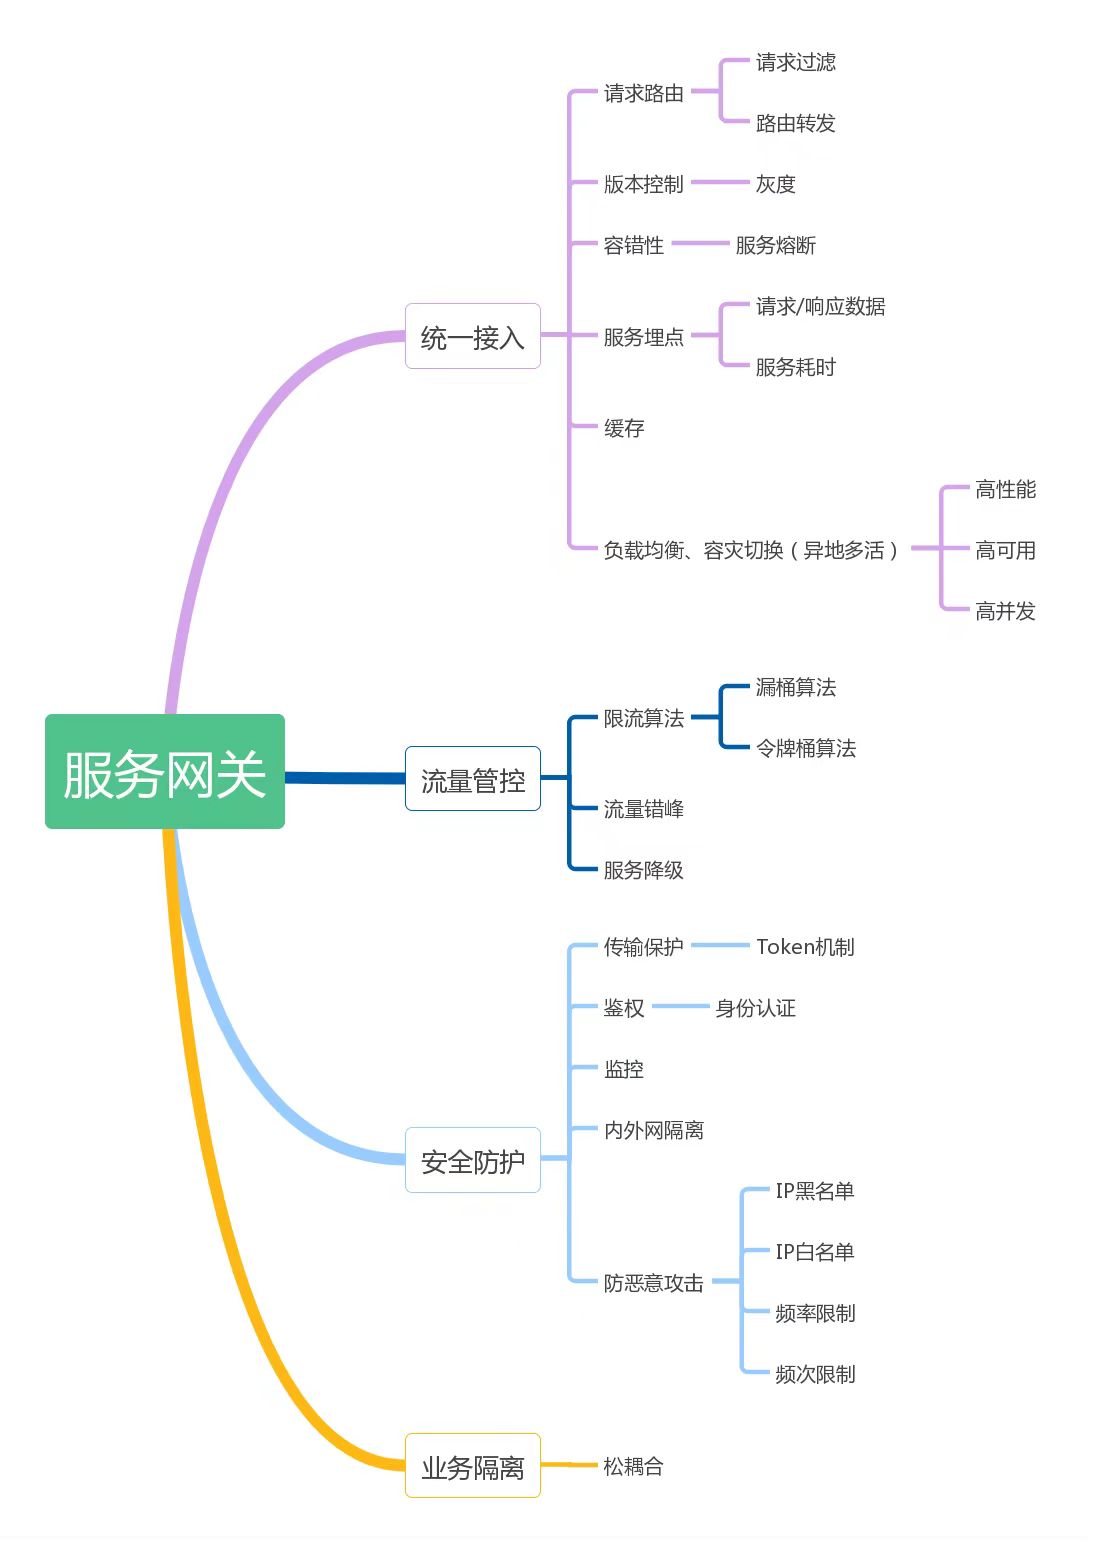 服务网关
统一接入
请求路由
请求过滤
路由转发
版本控制
灰度
容错性
服务熔断
服务埋点
请求/响应数据
服务耗时
缓存
负载均衡、容灾切换（异地多活）
高性能
高可用
高并发
流量管控
限流算法
漏桶算法
令牌桶算法
流量错峰
服务降级
安全防护
传输保护
Token机制
鉴权
身份认证
监控
内外网隔离
防恶意攻击
IP黑名单
IP白名单
频率限制
频次限制
业务隔离
松耦合